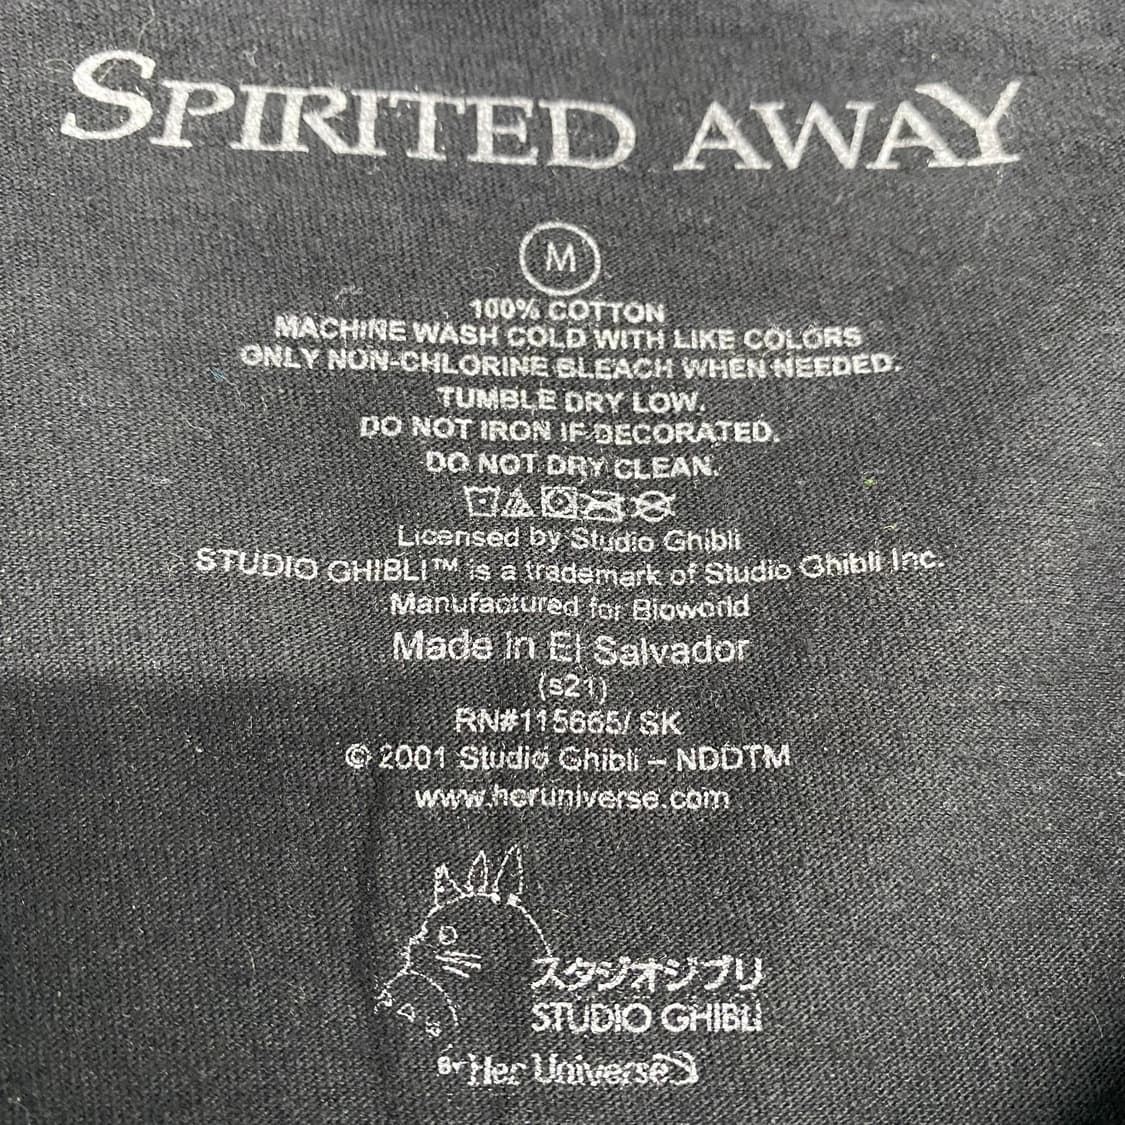 SPIRITED AWAY
M
100% COTTON
MACHINE WASH COLD WITH LIKE COLORS
ONLY NON-CHLORINE BLEACH WHEN NEEDED.
TUMBLE DRY LOW.
DO NOT IRON IF DECORATED.
DO NOT DRY CLEAN.
Licensed by Studio Ghibli
STUDIO GHIBLI™ is a trademark of Studio Ghibli Inc.
Manufactured for Bioworld
Made in El Salvador
(s21)
RN#115665/ SK
© 2001 Studio Ghibli – NDDTM
www.heruniverse.com
スタジオジブリ
STUDIO GHIBLI
BY Her Universe